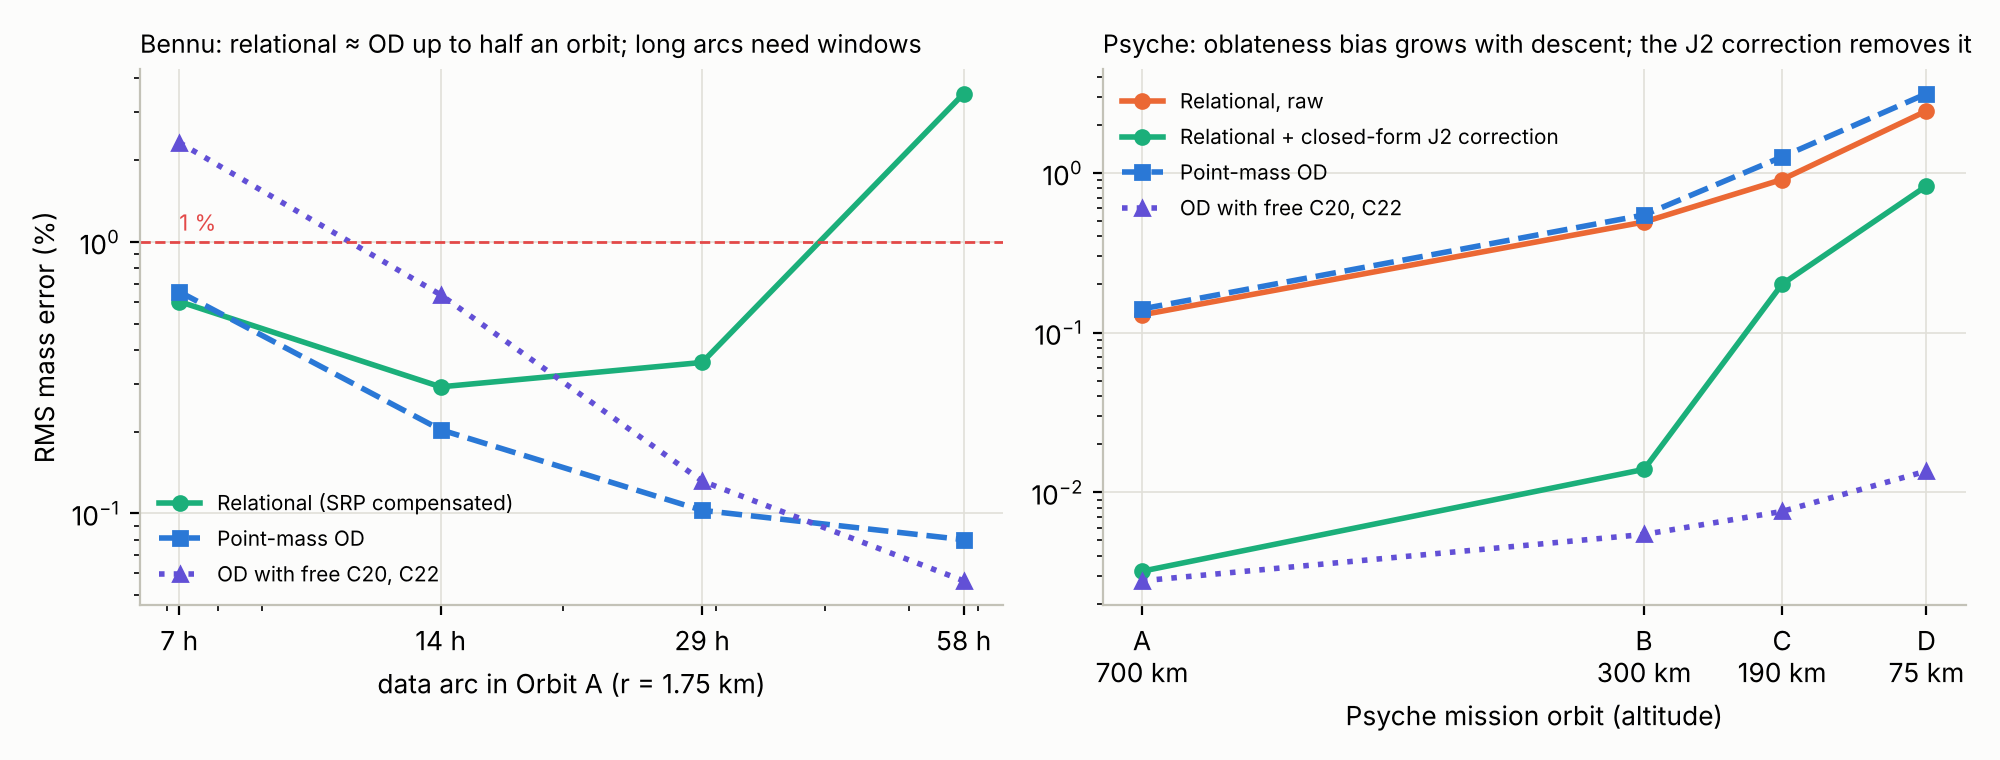 Bennu: relational ≈ OD up to half an orbit; long arcs need windows
RMS mass error (%)
10⁰
10⁻¹
1 %
Relational (SRP compensated)
Point-mass OD
OD with free C20, C22
7 h
14 h
29 h
58 h
data arc in Orbit A (r = 1.75 km)
Psyche: oblateness bias grows with descent; the J2 correction removes it
Relational, raw
Relational + closed-form J2 correction
Point-mass OD
OD with free C20, C22
10⁰
10⁻¹
10⁻²
A
700 km
B
300 km
C
190 km
D
75 km
Psyche mission orbit (altitude)